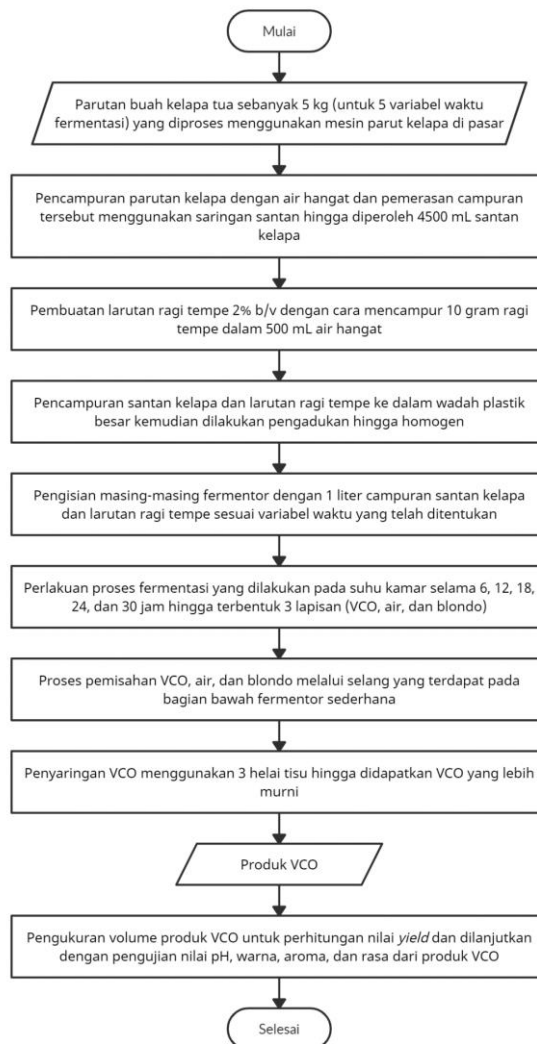 Mulai
Parutan buah kelapa tua sebanyak 5 kg (untuk 5 variabel waktu
fermentasi) yang diproses menggunakan mesin parut kelapa di pasar
Pencampuran parutan kelapa dengan air hangat dan pemerasan campuran
tersebut menggunakan saringan santan hingga diperoleh 4500 mL santan
kelapa
Pembuatan larutan ragi tempe 2% b/v dengan cara mencampur 10 gram ragi
tempe dalam 500 mL air hangat
Pencampuran santan kelapa dan larutan ragi tempe ke dalam wadah plastik
besar kemudian dilakukan pengadukan hingga homogen
Pengisian masing-masing fermentor dengan 1 liter campuran santan kelapa
dan larutan ragi tempe sesuai variabel waktu yang telah ditentukan
Perlakuan proses fermentasi yang dilakukan pada suhu kamar selama 6, 12, 18,
24, dan 30 jam hingga terbentuk 3 lapisan (VCO, air, dan blondo)
Proses pemisahan VCO, air, dan blondo melalui selang yang terdapat pada
bagian bawah fermentor sederhana
Penyaringan VCO menggunakan 3 helai tisu hingga didapatkan VCO yang lebih
murni
Produk VCO
Pengukuran volume produk VCO untuk perhitungan nilai yield dan dilanjutkan
dengan pengujian nilai pH, warna, aroma, dan rasa dari produk VCO
Selesai